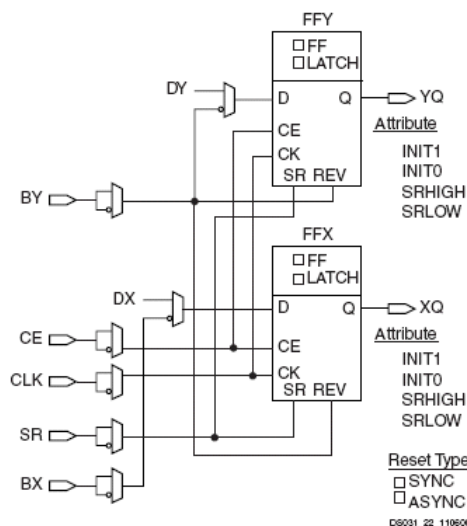 FFY
FF
LATCH
DY
D
Q
YQ
CE
CK
SR REV
Attribute
INIT1
INIT0
SRHIGH
SRLOW
BY
FFX
FF
LATCH
DX
D
Q
XQ
CE
CE
CLK
CK
SR REV
Attribute
INIT1
INIT0
SRHIGH
SRLOW
SR
BX
Reset Type
SYNC
ASYNC